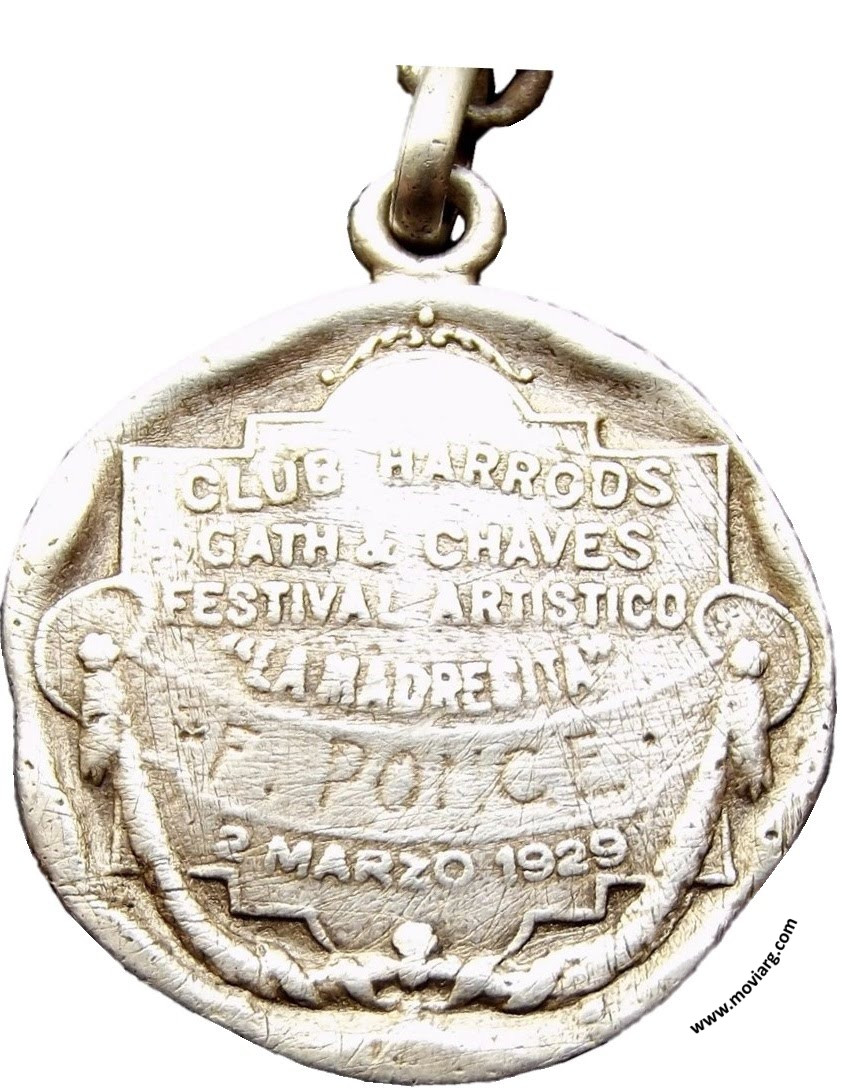 CLUB HARRODS
GATH & CHAVES
FESTIVAL ARTISTICO
"LA MADRESITA"
F. PONCE
2 MARZO 1929
www.moviarg.com